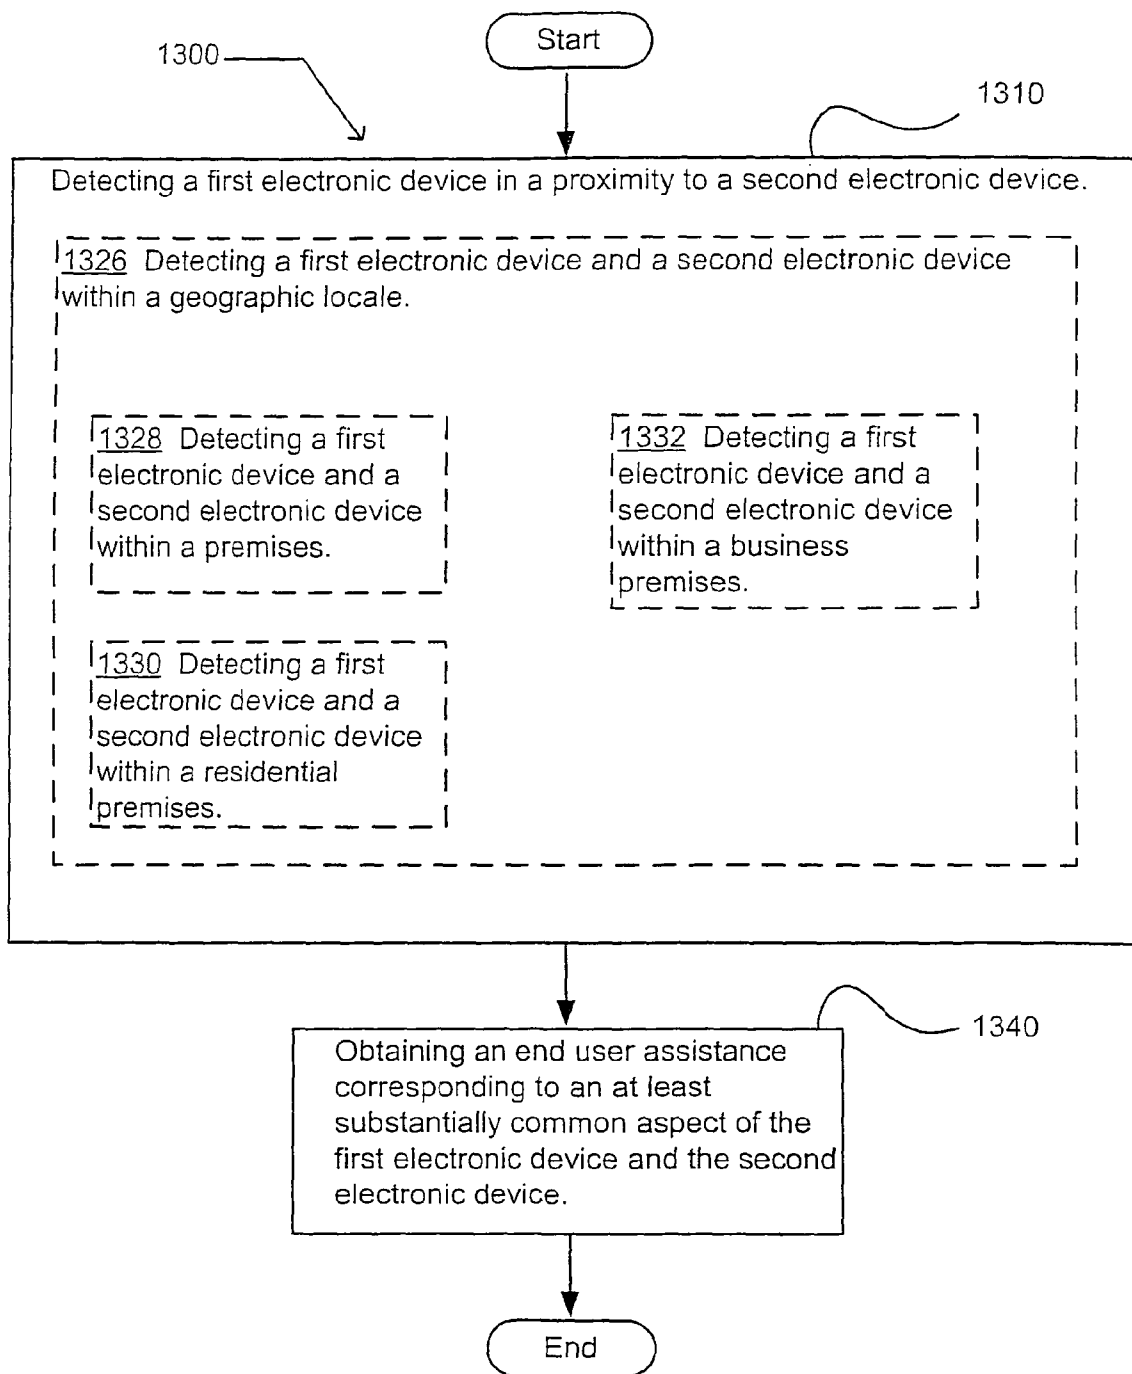 Start
1300
1310
Detecting a first electronic device in a proximity to a second electronic device.
1326 Detecting a first electronic device and a second electronic device
within a geographic locale.
1328 Detecting a first
electronic device and a
second electronic device
within a premises.
1332 Detecting a first
electronic device and a
second electronic device
within a business
premises.
1330 Detecting a first
electronic device and a
second electronic device
within a residential
premises.
1340
Obtaining an end user assistance
corresponding to an at least
substantially common aspect of the
first electronic device and the second
electronic device.
End